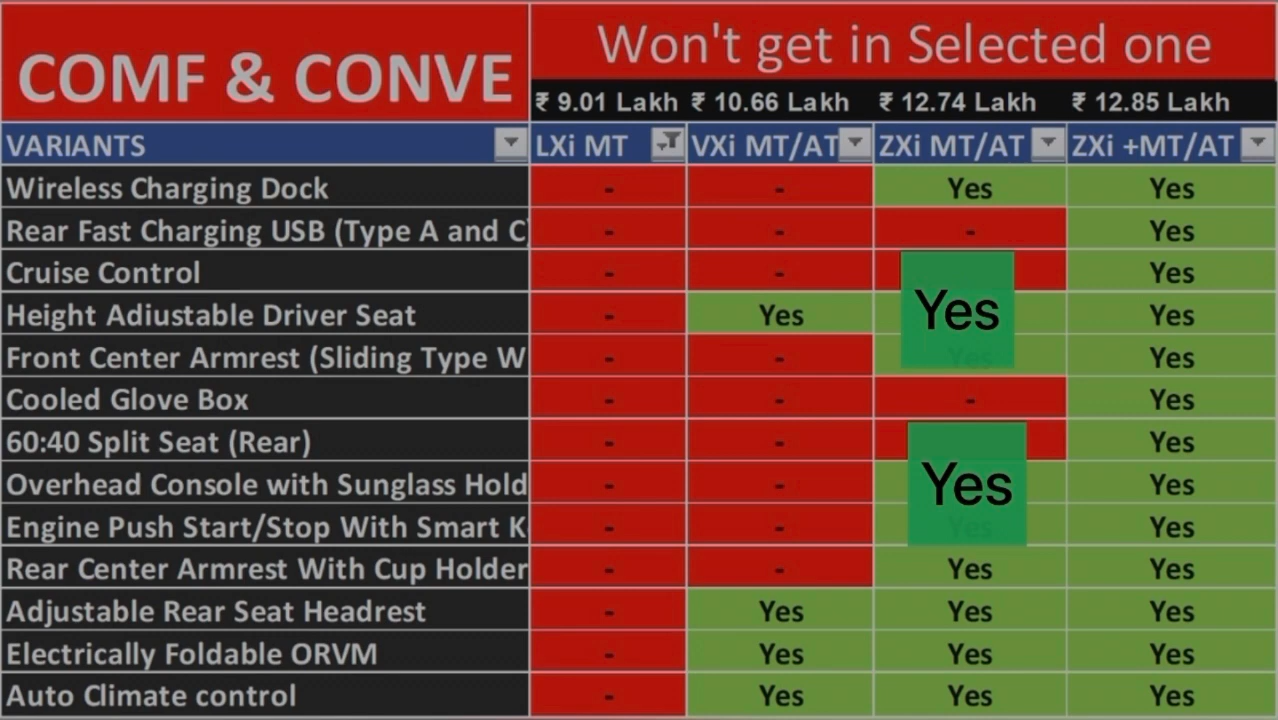 COMF & CONVE
Won't get in Selected one
₹ 9.01 Lakh ₹ 10.66 Lakh ₹ 12.74 Lakh ₹ 12.85 Lakh
VARIANTS LXi MT VXi MT/AT ZXi MT/AT ZXi +MT/AT
Wireless Charging Dock - - Yes Yes
Rear Fast Charging USB (Type A and C) - - - Yes
Cruise Control - - Yes
Height Adiustable Driver Seat - Yes Yes Yes
Front Center Armrest (Sliding Type W - - Yes Yes
Cooled Glove Box - - - Yes
60:40 Split Seat (Rear) - - Yes
Overhead Console with Sunglass Hold - - Yes Yes
Engine Push Start/Stop With Smart K - - Yes Yes
Rear Center Armrest With Cup Holder - - Yes Yes
Adjustable Rear Seat Headrest - Yes Yes Yes
Electrically Foldable ORVM - Yes Yes Yes
Auto Climate control - Yes Yes Yes